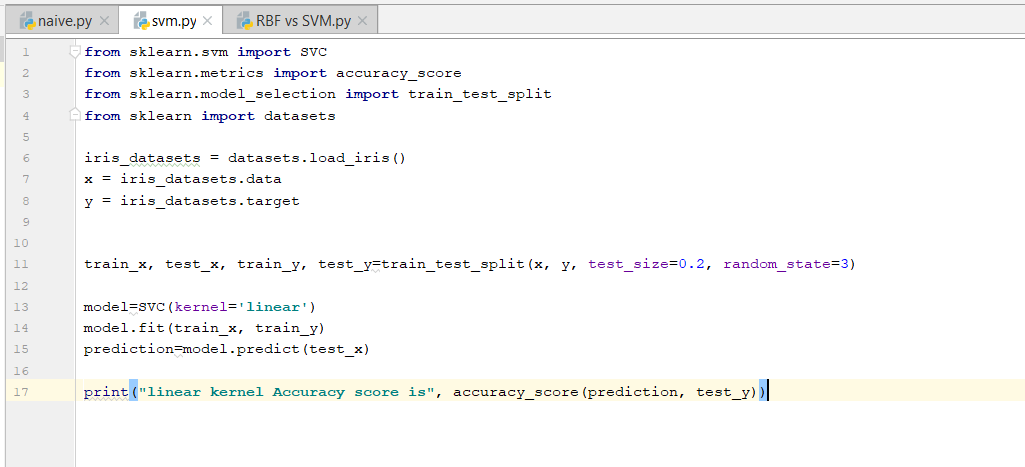 naive.py svm.py RBF vs SVM.py
1 from sklearn.svm import SVC
2 from sklearn.metrics import accuracy_score
3 from sklearn.model_selection import train_test_split
4 from sklearn import datasets
5
6 iris_datasets = datasets.load_iris()
7 x = iris_datasets.data
8 y = iris_datasets.target
9
10
11 train_x, test_x, train_y, test_y=train_test_split(x, y, test_size=0.2, random_state=3)
12
13 model=SVC(kernel='linear')
14 model.fit(train_x, train_y)
15 prediction=model.predict(test_x)
16
17 print("linear kernel Accuracy score is", accuracy_score(prediction, test_y))